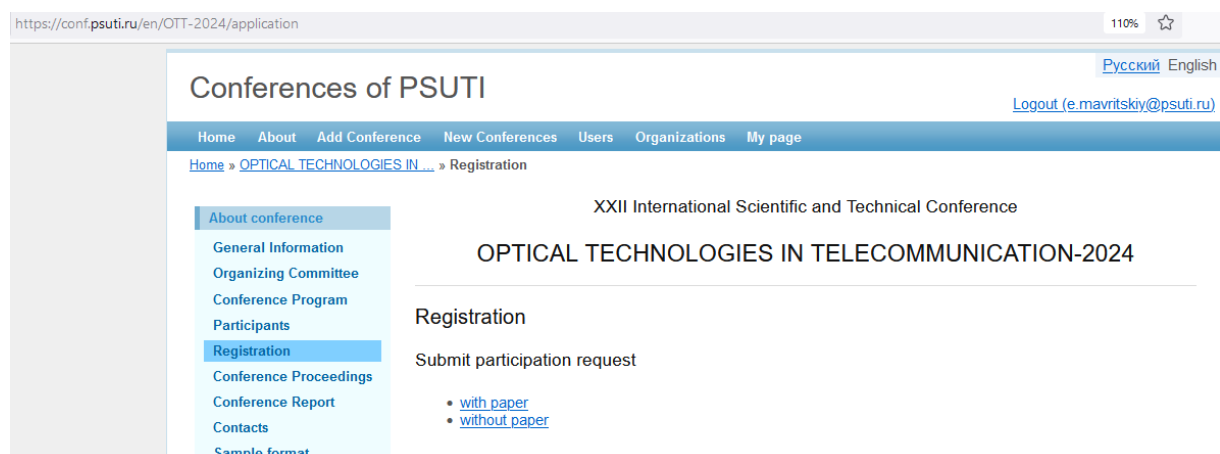 https://conf.psuti.ru/en/OTT-2024/application
110%
Русский English
Conferences of PSUTI
Logout (e.mavritskiy@psuti.ru)
Home About Add Conference New Conferences Users Organizations My page
Home » OPTICAL TECHNOLOGIES IN ... » Registration
About conference
General Information
Organizing Committee
Conference Program
Participants
Registration
Conference Proceedings
Conference Report
Contacts
Sample format
XXII International Scientific and Technical Conference
OPTICAL TECHNOLOGIES IN TELECOMMUNICATION-2024
Registration
Submit participation request
• with paper
• without paper